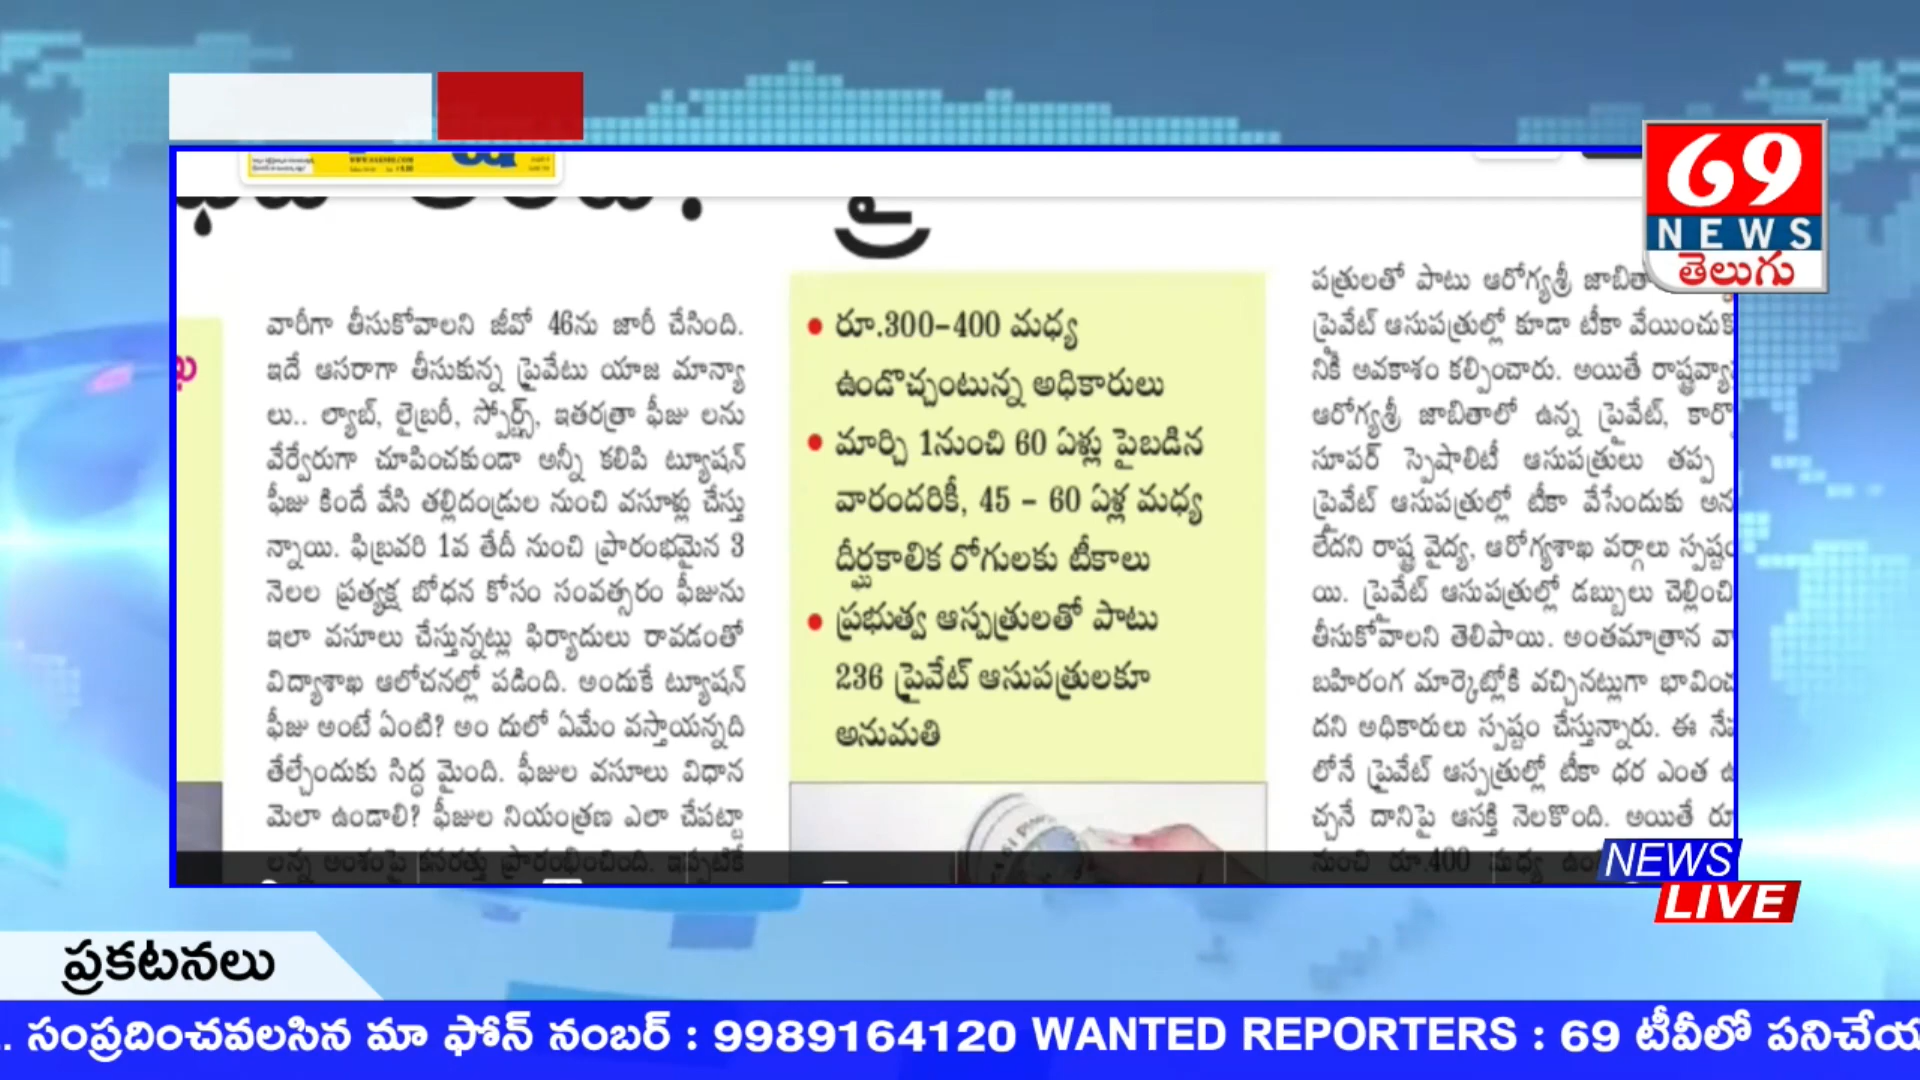 69
NEWS
తెలుగు
వారీగా తీసుకోవాలని జీవో 46ను జారీ చేసింది.
ఇదే ఆసరాగా తీసుకున్న ప్రైవేటు యాజ మాన్యా
లు.. ల్యాబ్, లైబ్రరీ, స్పోర్ట్స్, ఇతరత్రా ఫీజు లను
వేర్వేరుగా చూపించకుండా అన్నీ కలిపి ట్యూషన్
ఫీజు కిందే వేసి తల్లిదండ్రుల నుంచి వసూళ్లు చేస్తు
న్నాయి. ఫిబ్రవరి 1వ తేదీ నుంచి ప్రారంభమైన 3
నెలల ప్రత్యక్ష బోధన కోసం సంవత్సరం ఫీజును
ఇలా వసూలు చేస్తున్నట్లు ఫిర్యాదులు రావడంతో
విద్యాశాఖ ఆలోచనల్లో పడింది. అందుకే ట్యూషన్
ఫీజు అంటే ఏంటి? అం దులో ఏమేం వస్తాయన్నది
తేల్చేందుకు సిద్ధ మైంది. ఫీజుల వసూలు విధాన
మెలా ఉండాలి? ఫీజుల నియంత్రణ ఎలా చేపట్టా
లన్న అంశంపై కసరత్తు ప్రారంభించింది. ఇప్పటికే
• రూ.300-400 మధ్య
ఉండొచ్చంటున్న అధికారులు
• మార్చి 1నుంచి 60 ఏళ్లు పైబడిన
వారందరికీ, 45 - 60 ఏళ్ల మధ్య
దీర్ఘకాలిక రోగులకు టీకాలు
• ప్రభుత్వ ఆస్పత్రులతో పాటు
236 ప్రైవేట్ ఆసుపత్రులకూ
అనుమతి
పత్రులతో పాటు ఆరోగ్యశ్రీ
ప్రైవేట్ ఆసుపత్రుల్లో కూడా టీకా
నికి అవకాశం కల్పించారు. అయితే
ఆరోగ్యశ్రీ జాబితాలో ఉన్న ప్రైవేట్,
సూపర్ స్పెషాలిటీ ఆసుపత్రులు తప్ప
ప్రైవేట్ ఆసుపత్రుల్లో టీకా వేసేందుకు
లేదని రాష్ట్ర వైద్య, ఆరోగ్యశాఖ వర్గాలు
యి. ప్రైవేట్ ఆసుపత్రుల్లో డబ్బులు
తీసుకోవాలని తెలిపాయి. అంతమాత్రాన
బహిరంగ మార్కెట్లోకి వచ్చినట్లుగా
దని అధికారులు స్పష్టం చేస్తున్నారు. ఈ
లోనే ప్రైవేట్ ఆస్పత్రుల్లో టీకా ధర ఎంత
చ్చనే దానిపై ఆసక్తి నెలకొంది. అయితే
నుంచి రూ.400 మధ్య
NEWS
LIVE
ప్రకటనలు
.. సంప్రదించవలసిన మా ఫోన్ నంబర్ : 9989164120 WANTED REPORTERS : 69 టీవీలో